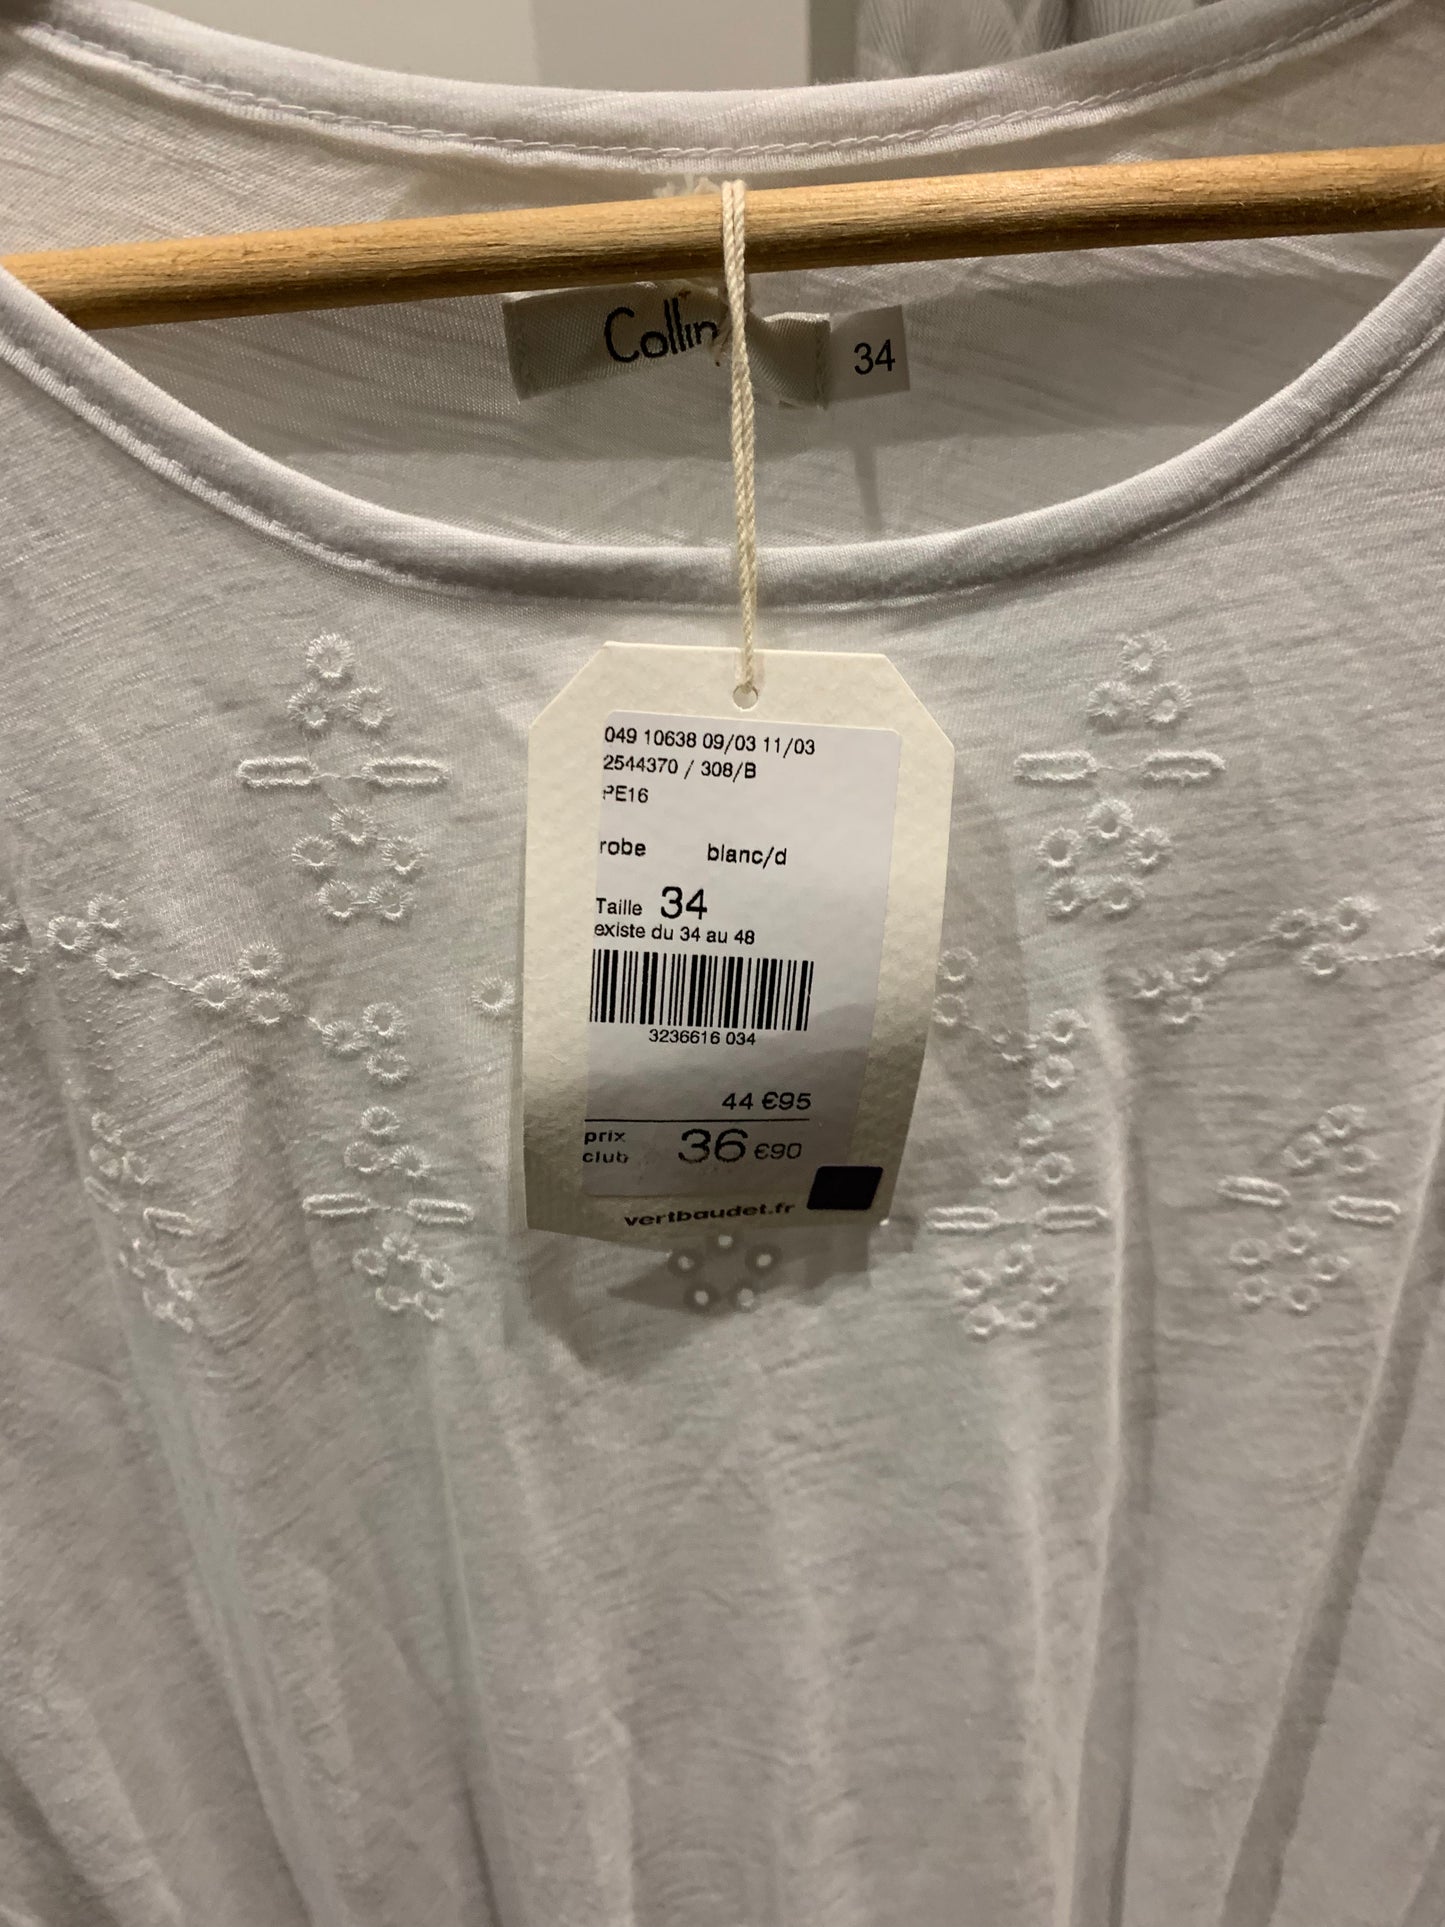 34
049 10638 09/03 11/03
2544370 / 308/B
PE16
robe blanc/d
Taille 34
existe du 34 au 48
3236616 034
44 €95
prix club 36 €90
vertbaudet.fr